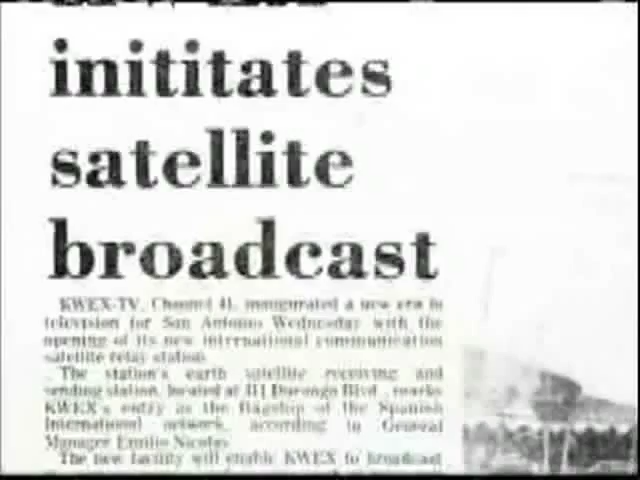 inititates
satellite
broadcast
KWEX-TV, Channel 41, inaugurated a new era in
television for San Antonio Wednesday with the
opening of its new international communication
satellite relay station.
The station's earth satellite receiving and
sending station, located at 111 Durango Blvd., marks
KWEX's entry as the flagship of the Spanish
International network, according to General
Manager Emilio Nicolas.
The new facility will enable KWEX to broadcast